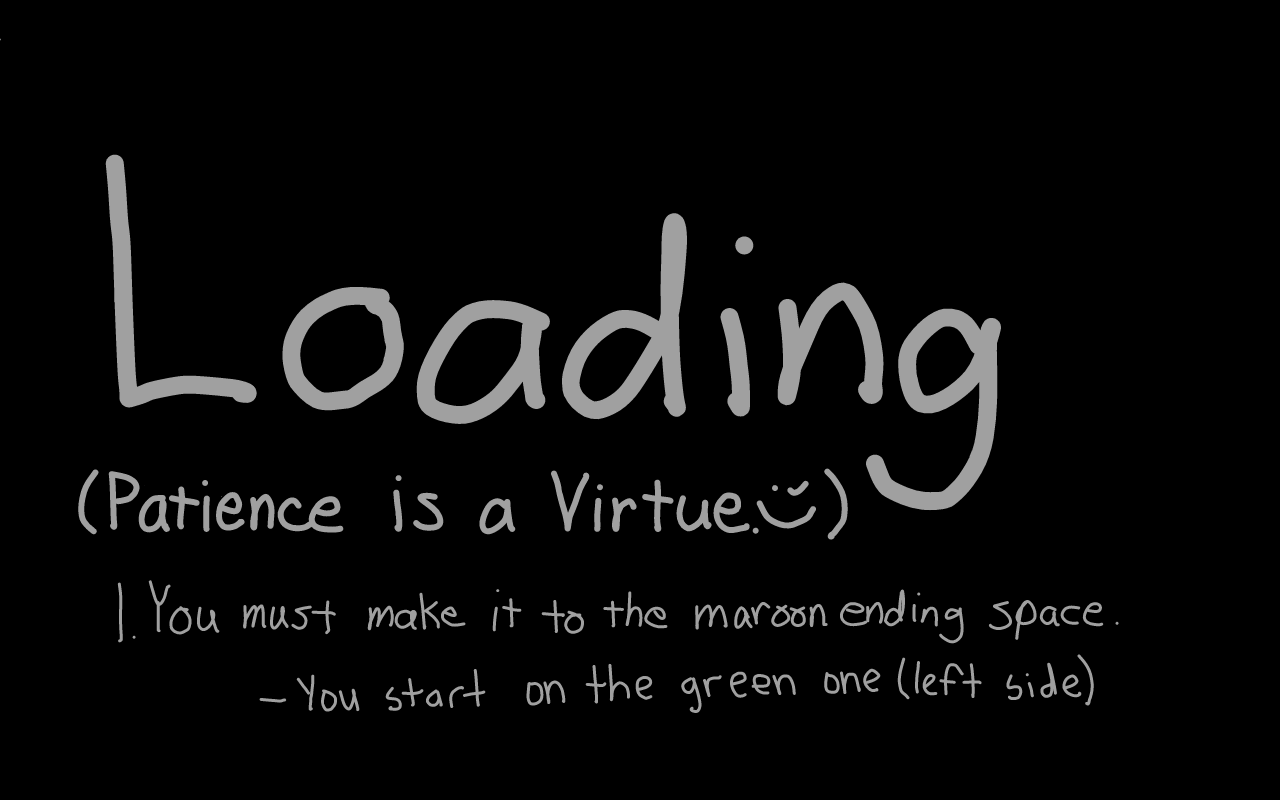 Loading
(Patience is a Virtue.)
1. You must make it to the maroon ending space.
- You start on the green one (left side)